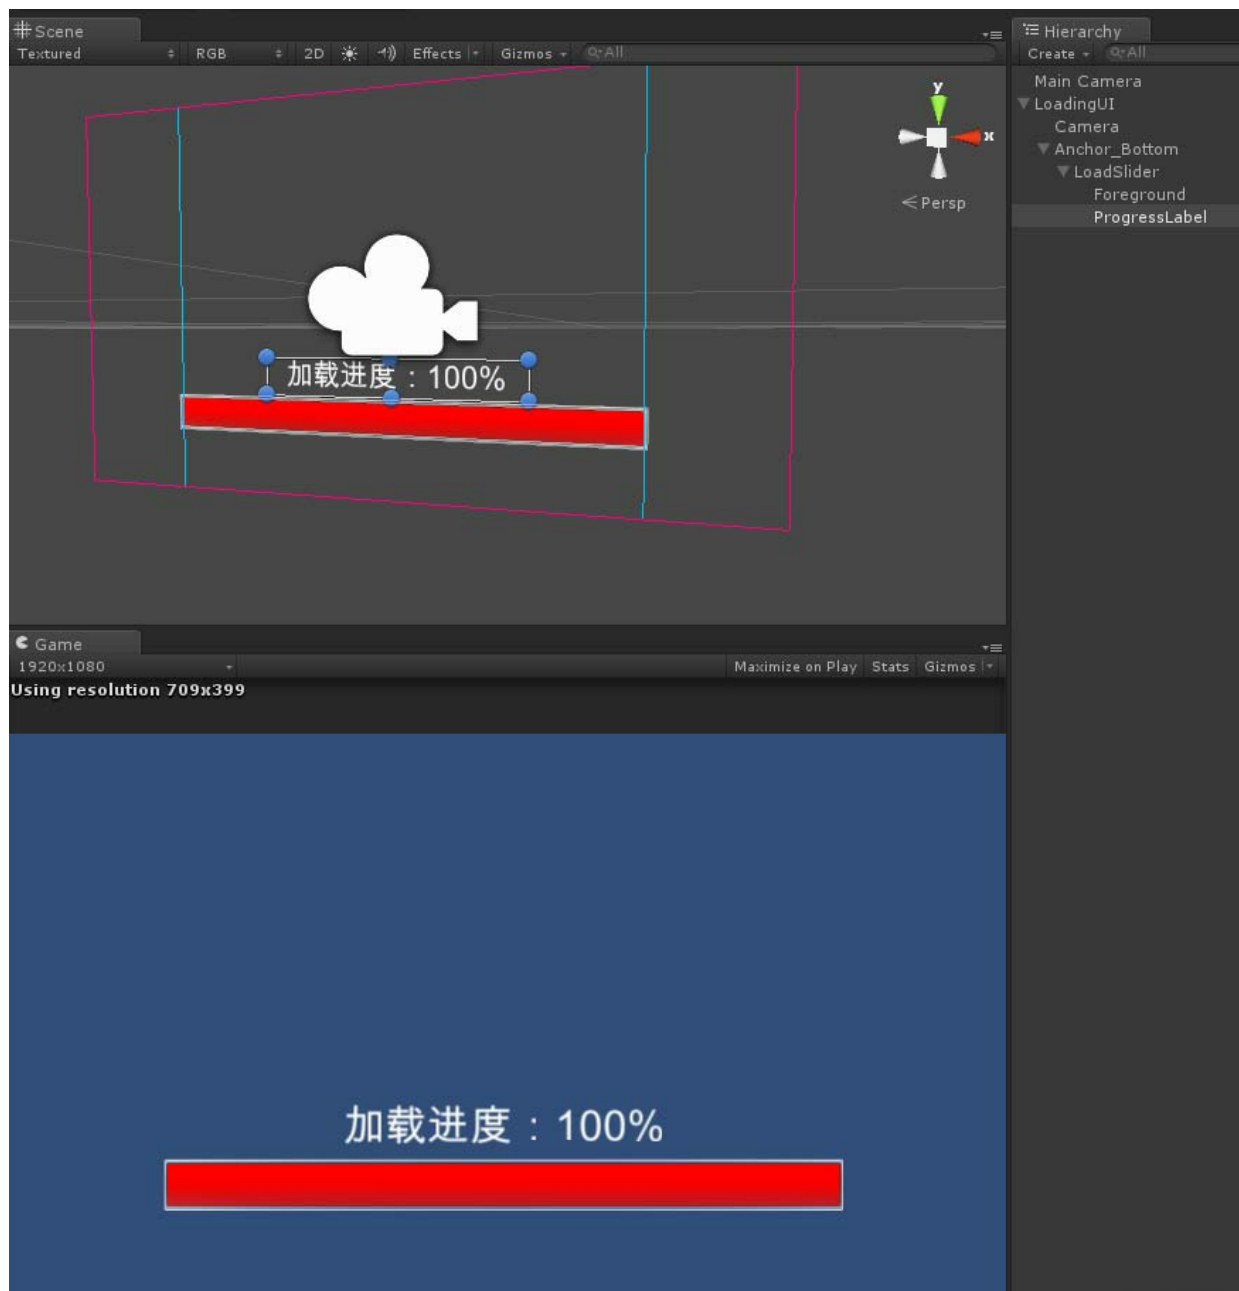 Scene
Textured RGB 2D Effects Gizmos All
y
x
Persp
加载进度：100%
Hierarchy
Create All
Main Camera
LoadingUI
Camera
Anchor_Bottom
LoadSlider
Foreground
ProgressLabel
Game
1920x1080 Maximize on Play Stats Gizmos
Using resolution 709x399
加载进度：100%